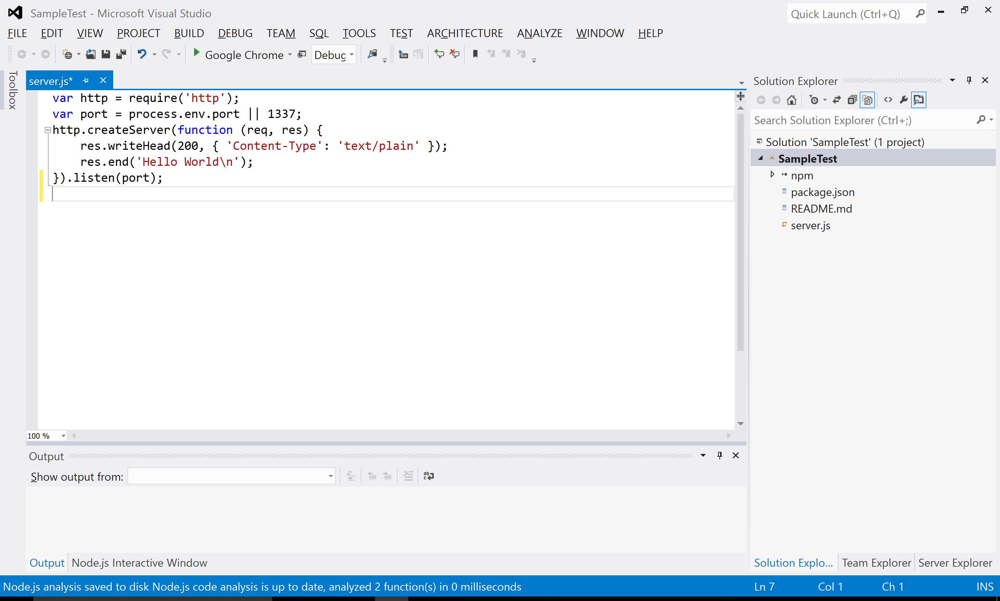 SampleTest - Microsoft Visual Studio
Quick Launch (Ctrl+Q)
FILE EDIT VIEW PROJECT BUILD DEBUG TEAM SQL TOOLS TEST ARCHITECTURE ANALYZE WINDOW HELP
Google Chrome Debug
Toolbox
server.js*
var http = require('http');
var port = process.env.port || 1337;
http.createServer(function (req, res) {
    res.writeHead(200, { 'Content-Type': 'text/plain' });
    res.end('Hello World\n');
}).listen(port);
100 %
Output
Show output from:
Output Node.js Interactive Window
Solution Explorer
Search Solution Explorer (Ctrl+;)
Solution 'SampleTest' (1 project)
SampleTest
npm
package.json
README.md
server.js
Solution Explo... Team Explorer Server Explorer
Node.js analysis saved to disk Node.js code analysis is up to date, analyzed 2 function(s) in 0 milliseconds
Ln 7 Col 1 Ch 1 INS